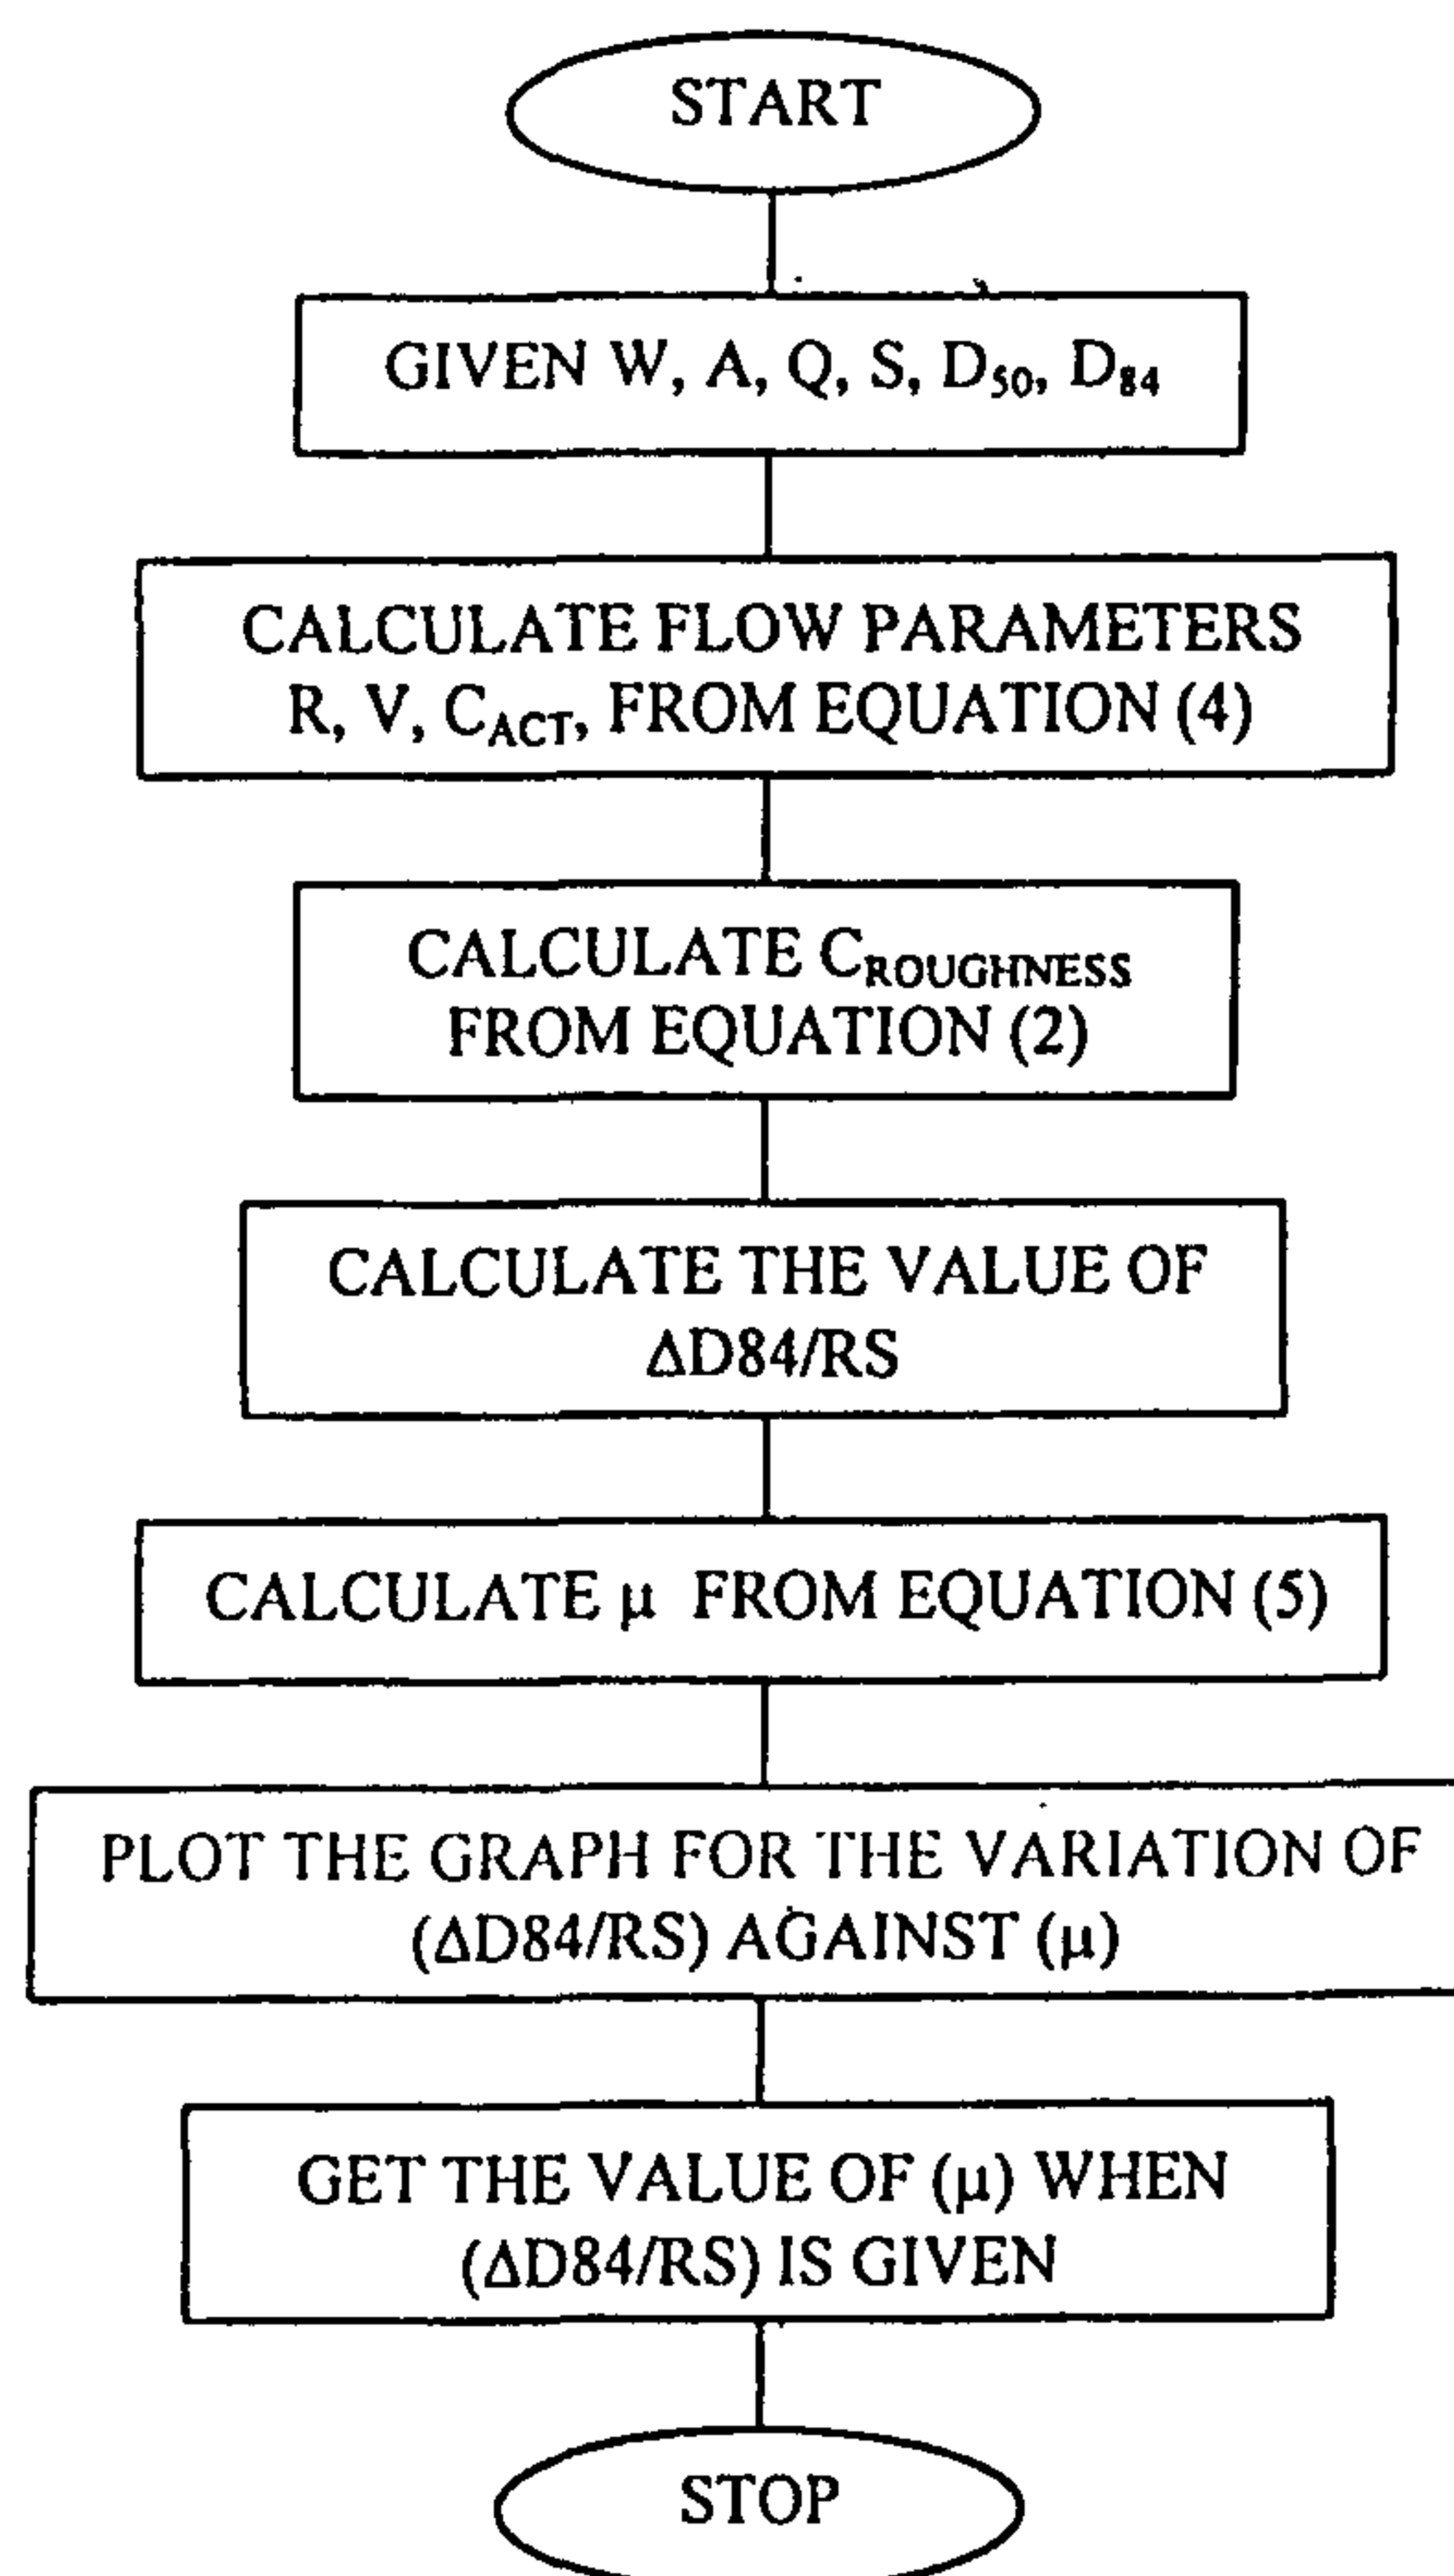 START
GIVEN W, A, Q, S, D₅₀, D₈₄
CALCULATE FLOW PARAMETERS
R, V, C_ACT, FROM EQUATION (4)
CALCULATE C_ROUGHNESS
FROM EQUATION (2)
CALCULATE THE VALUE OF
ΔD84/RS
CALCULATE μ FROM EQUATION (5)
PLOT THE GRAPH FOR THE VARIATION OF
(ΔD84/RS) AGAINST (μ)
GET THE VALUE OF (μ) WHEN
(ΔD84/RS) IS GIVEN
STOP